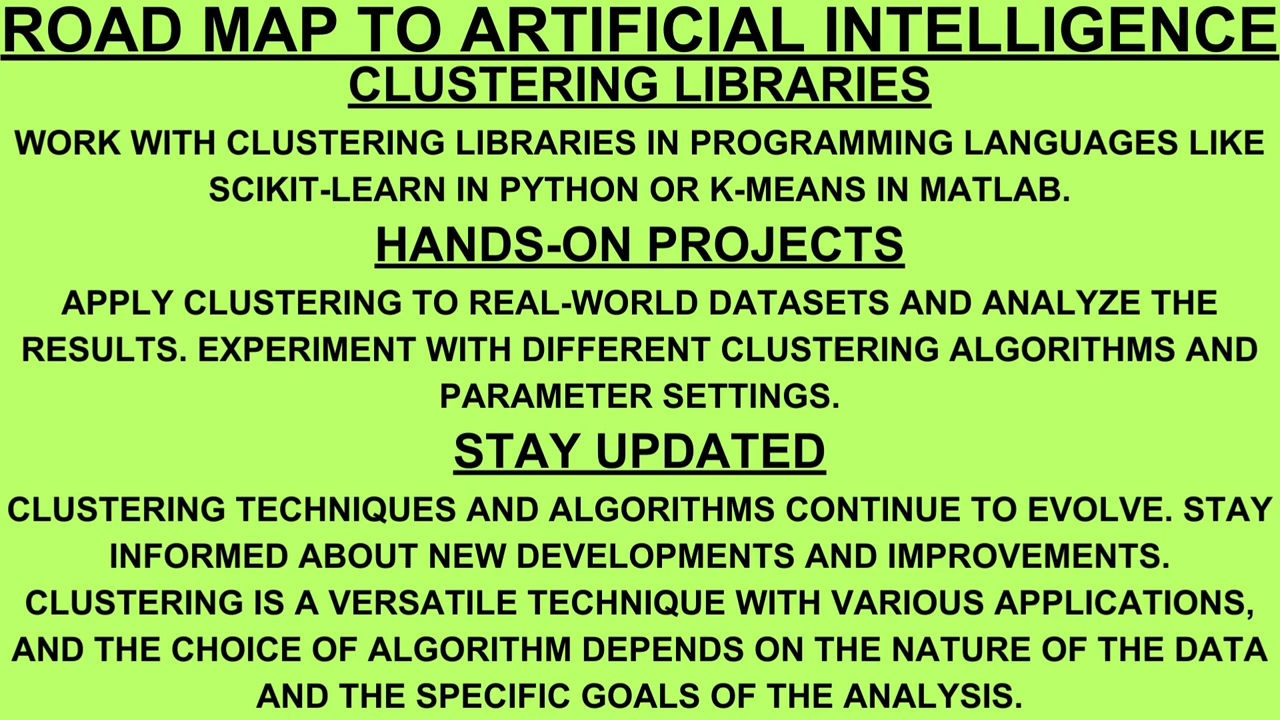 ROAD MAP TO ARTIFICIAL INTELLIGENCE
CLUSTERING LIBRARIES
WORK WITH CLUSTERING LIBRARIES IN PROGRAMMING LANGUAGES LIKE
SCIKIT-LEARN IN PYTHON OR K-MEANS IN MATLAB.
HANDS-ON PROJECTS
APPLY CLUSTERING TO REAL-WORLD DATASETS AND ANALYZE THE
RESULTS. EXPERIMENT WITH DIFFERENT CLUSTERING ALGORITHMS AND
PARAMETER SETTINGS.
STAY UPDATED
CLUSTERING TECHNIQUES AND ALGORITHMS CONTINUE TO EVOLVE. STAY
INFORMED ABOUT NEW DEVELOPMENTS AND IMPROVEMENTS.
CLUSTERING IS A VERSATILE TECHNIQUE WITH VARIOUS APPLICATIONS,
AND THE CHOICE OF ALGORITHM DEPENDS ON THE NATURE OF THE DATA
AND THE SPECIFIC GOALS OF THE ANALYSIS.